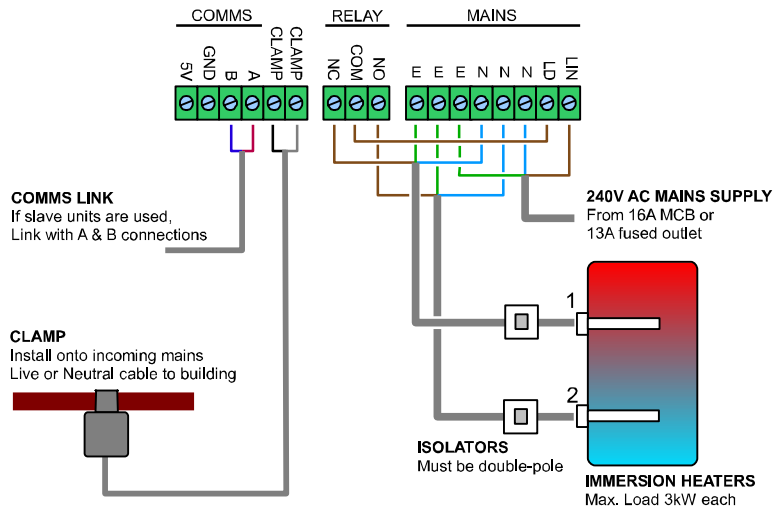 COMMS RELAY MAINS
5V GND B A CLAMP CLAMP NC COM NO E E E N N N LD LIN
COMMS LINK
If slave units are used,
Link with A & B connections
240V AC MAINS SUPPLY
From 16A MCB or
13A fused outlet
CLAMP
Install onto incoming mains
Live or Neutral cable to building
1
2
ISOLATORS
Must be double-pole
IMMERSION HEATERS
Max. Load 3kW each